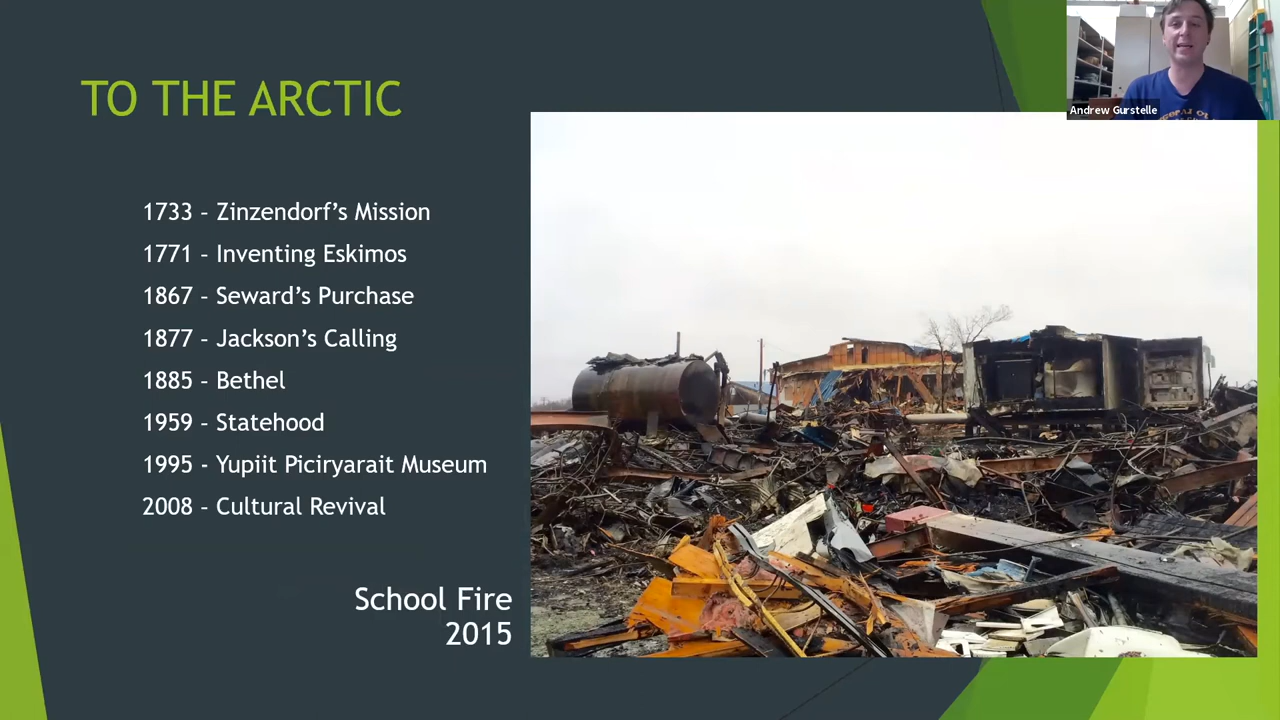 TO THE ARCTIC
1733 – Zinzendorf’s Mission
1771 – Inventing Eskimos
1867 – Seward’s Purchase
1877 – Jackson’s Calling
1885 – Bethel
1959 – Statehood
1995 - Yupiit Piciryarait Museum
2008 – Cultural Revival
School Fire
2015
Andrew Gurstelle